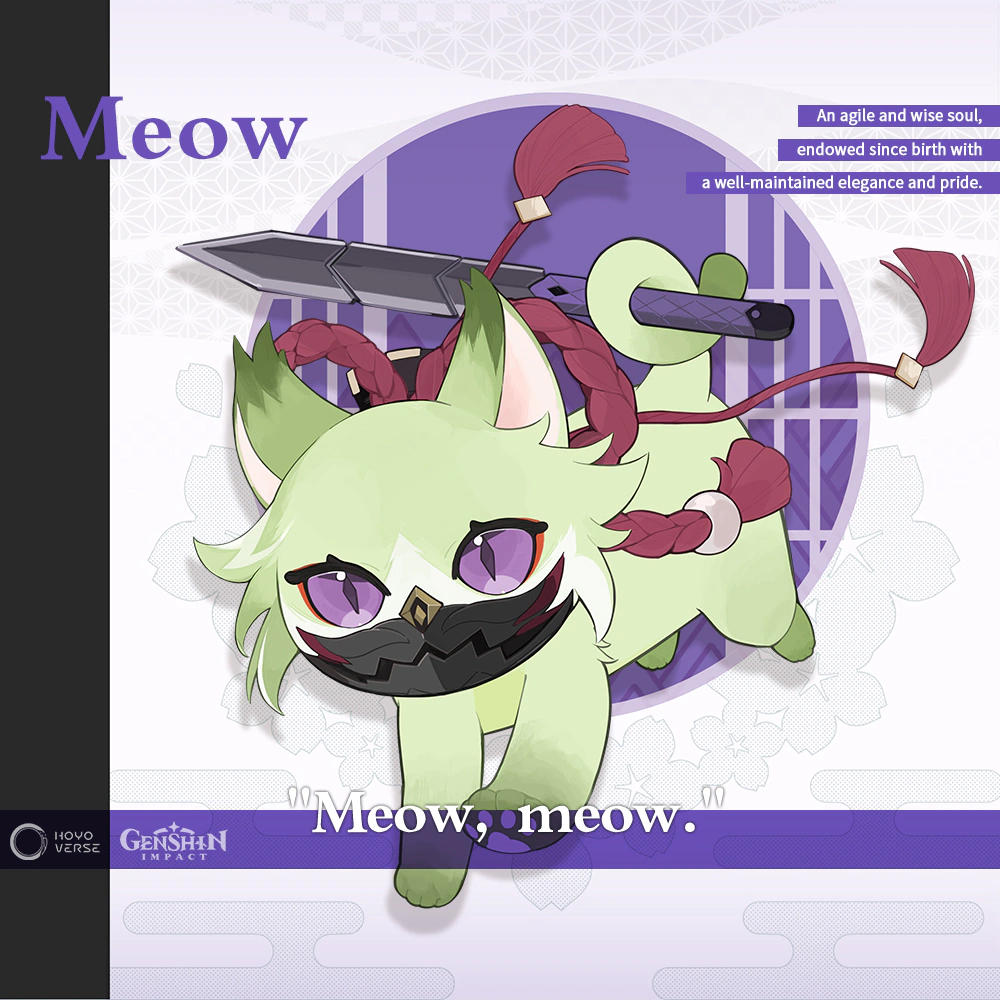 Meow
An agile and wise soul,
endowed since birth with
a well-maintained elegance and pride.
"Meow, meow."
HOYO
VERSE
GENSHIN
IMPACT